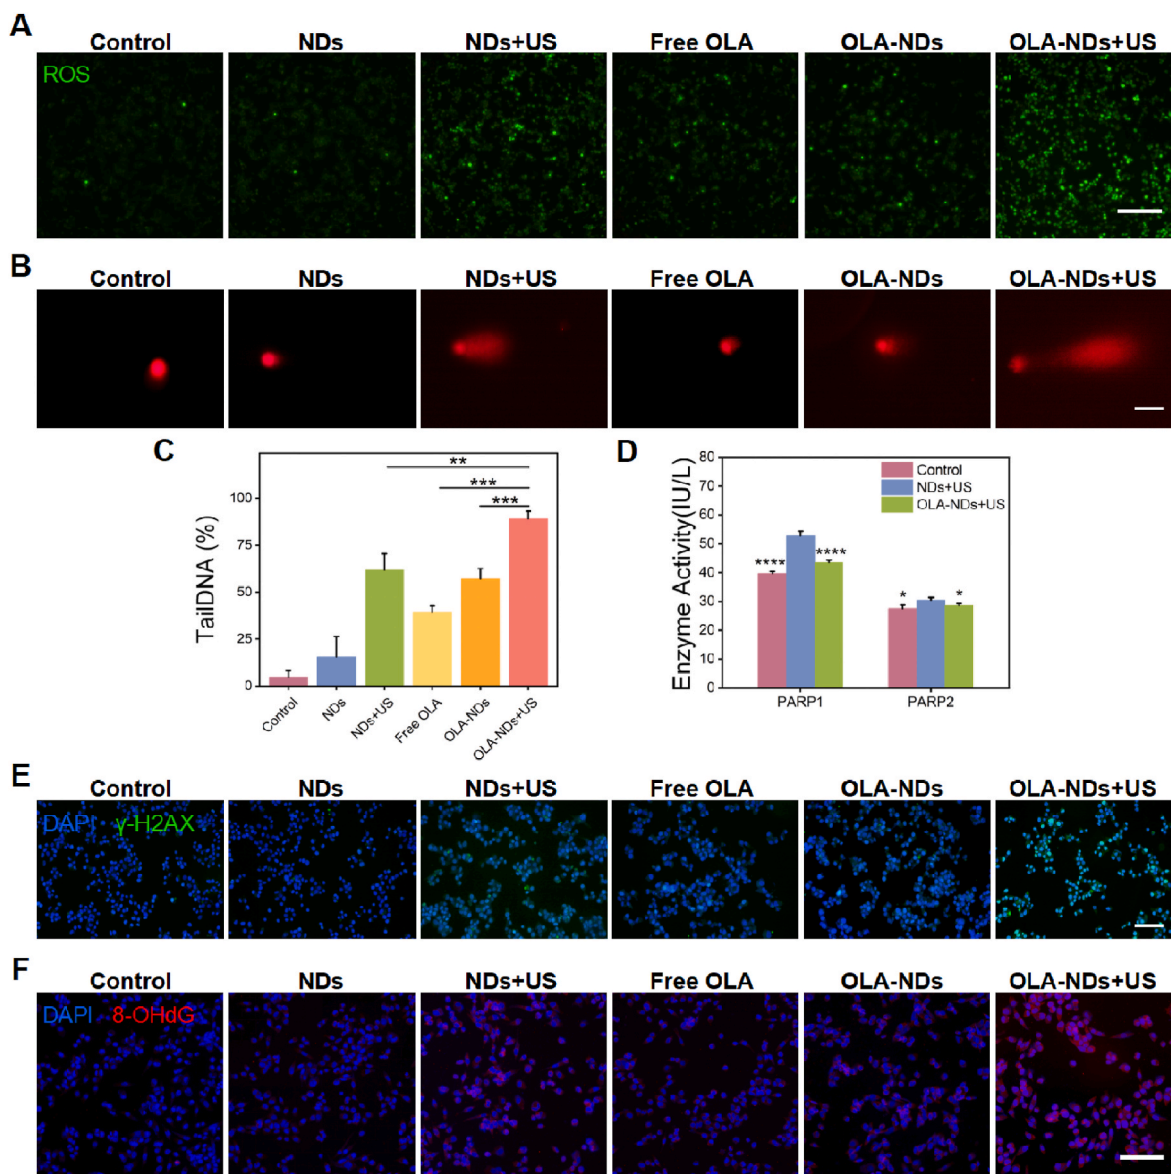 A
Control NDs NDs+US Free OLA OLA-NDs OLA-NDs+US
ROS
B
Control NDs NDs+US Free OLA OLA-NDs OLA-NDs+US
C
TailDNA (%)
100
75
50
25
0
**
***
***
Control NDs NDs+US Free OLA OLA-NDs OLA-NDs+US
D
Enzyme Activity(IU/L)
80
70
60
50
40
30
20
10
0
Control
NDs+US
OLA-NDs+US
**** ****
* *
PARP1 PARP2
E
Control NDs NDs+US Free OLA OLA-NDs OLA-NDs+US
DAPI γ-H2AX
F
Control NDs NDs+US Free OLA OLA-NDs OLA-NDs+US
DAPI 8-OHdG